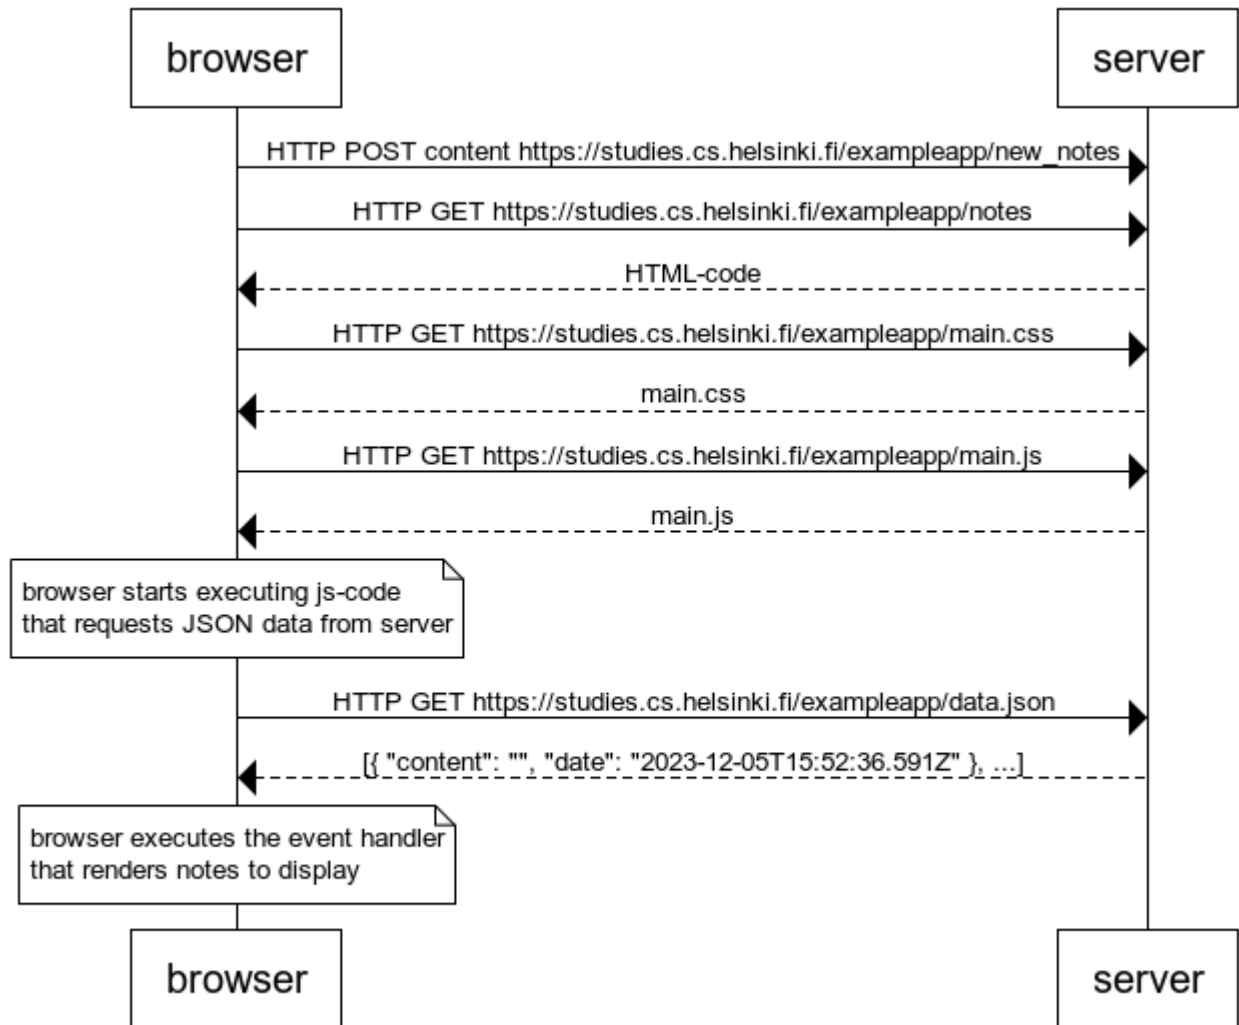 browser
server
HTTP POST content https://studies.cs.helsinki.fi/exampleapp/new_notes
HTTP GET https://studies.cs.helsinki.fi/exampleapp/notes
HTML-code
HTTP GET https://studies.cs.helsinki.fi/exampleapp/main.css
main.css
HTTP GET https://studies.cs.helsinki.fi/exampleapp/main.js
main.js
browser starts executing js-code
that requests JSON data from server
HTTP GET https://studies.cs.helsinki.fi/exampleapp/data.json
[{ "content": "", "date": "2023-12-05T15:52:36.591Z" }, ...]
browser executes the event handler
that renders notes to display
browser
server